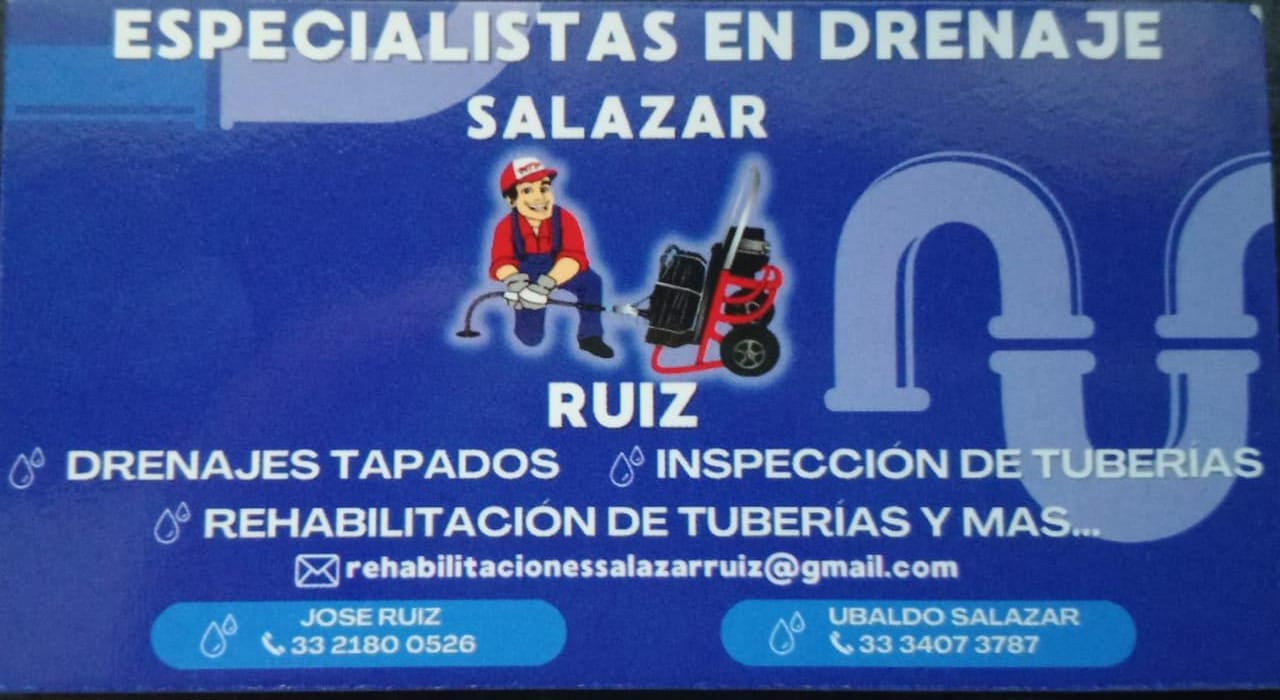 ESPECIALISTAS EN DRENAJE
SALAZAR
RUIZ
DRENAJES TAPADOS
INSPECCIÓN DE TUBERÍAS
REHABILITACIÓN DE TUBERÍAS Y MAS...
rehabilitacionessalazarruiz@gmail.com
JOSE RUIZ
33 2180 0526
UBALDO SALAZAR
33 3407 3787